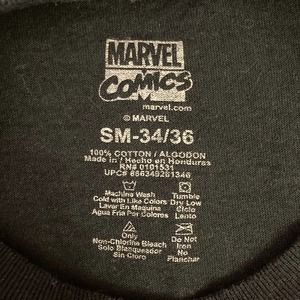 MARVEL
COMICS
marvel.com
© MARVEL
SM-34/36
100% COTTON / ALGODON
Made in / Hecho en Honduras
RN# 0101531
UPC# 886349281346
Machine Wash
Cold with Like Colors
Lavar En Maquina
Agua Fria Por Colores
Tumble
Dry Low
Ciclo
Low
Only
Non-Chlorine Bleach
Solo Blanqueador
Sin Cloro
Do Not
Iron
No
Planchar